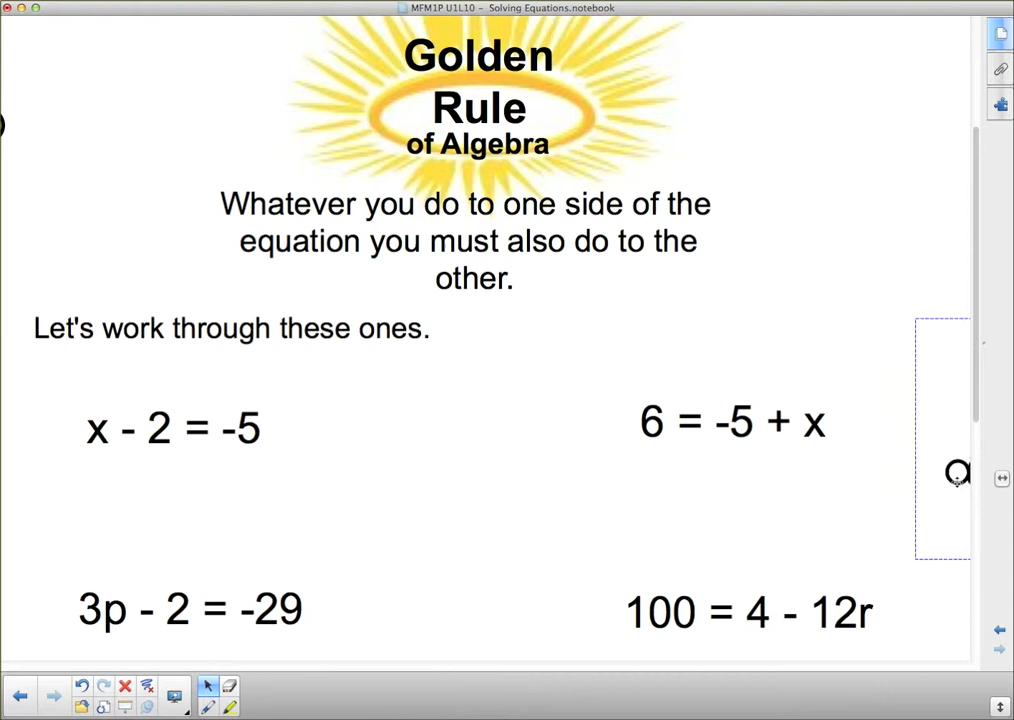 MFM1P U1L10 - Solving Equations.notebook
Golden
Rule
of Algebra
Whatever you do to one side of the
equation you must also do to the
other.
Let's work through these ones.
x - 2 = -5
6 = -5 + x
3p - 2 = -29
100 = 4 - 12r